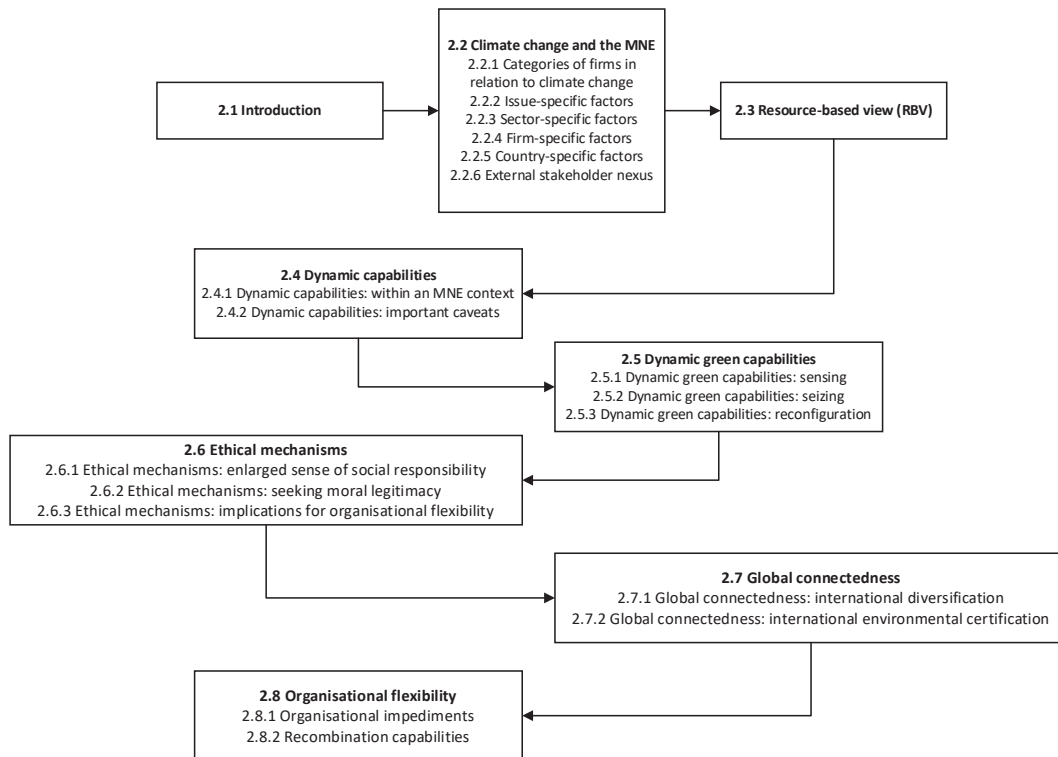 2.1 Introduction
2.2 Climate change and the MNE
2.2.1 Categories of firms in
relation to climate change
2.2.2 Issue-specific factors
2.2.3 Sector-specific factors
2.2.4 Firm-specific factors
2.2.5 Country-specific factors
2.2.6 External stakeholder nexus
2.3 Resource-based view (RBV)
2.4 Dynamic capabilities
2.4.1 Dynamic capabilities: within an MNE context
2.4.2 Dynamic capabilities: important caveats
2.5 Dynamic green capabilities
2.5.1 Dynamic green capabilities: sensing
2.5.2 Dynamic green capabilities: seizing
2.5.3 Dynamic green capabilities: reconfiguration
2.6 Ethical mechanisms
2.6.1 Ethical mechanisms: enlarged sense of social responsibility
2.6.2 Ethical mechanisms: seeking moral legitimacy
2.6.3 Ethical mechanisms: implications for organisational flexibility
2.7 Global connectedness
2.7.1 Global connectedness: international diversification
2.7.2 Global connectedness: international environmental certification
2.8 Organisational flexibility
2.8.1 Organisational impediments
2.8.2 Recombination capabilities